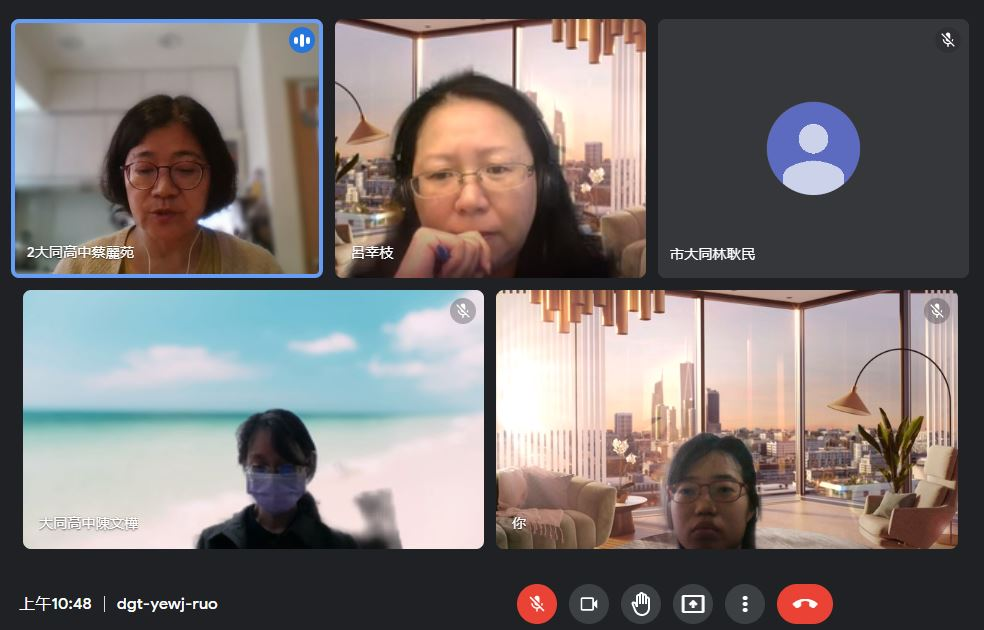 2大同高中蔡麗苑
呂幸枝
市大同林耿民
大同高中陳文樺
你
上午10:48 | dgt-yewj-ruo